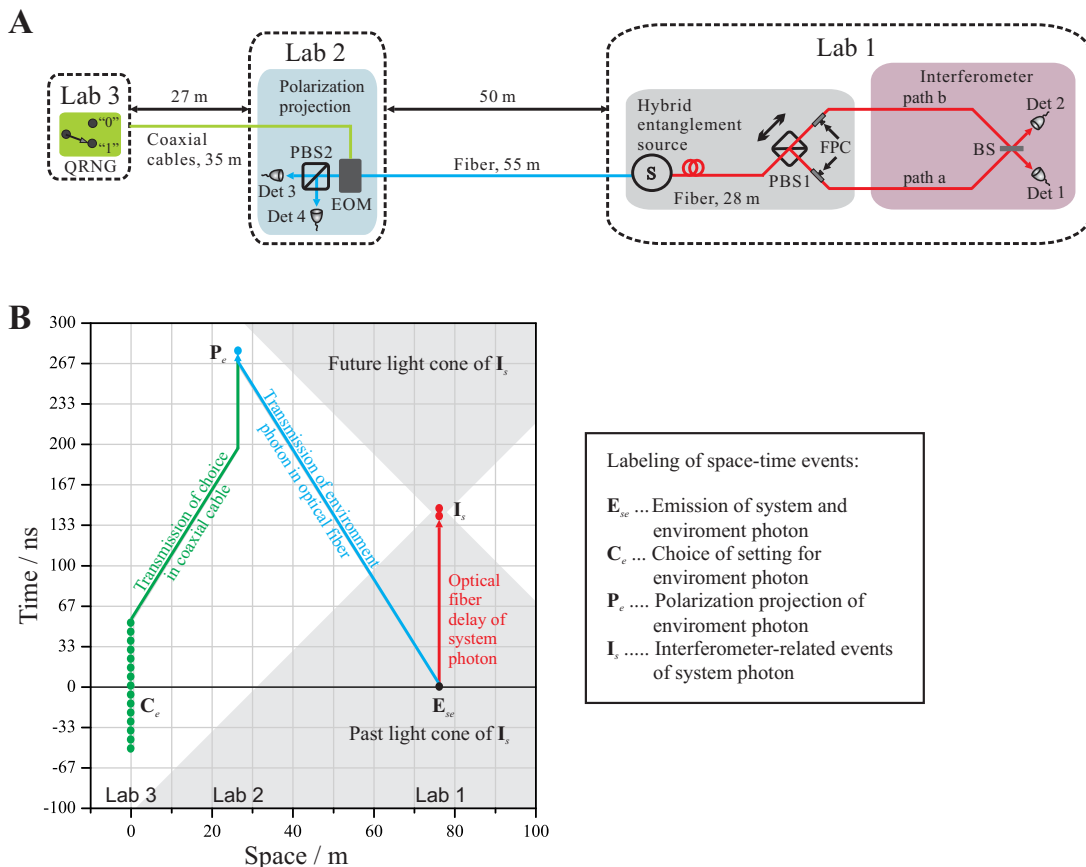 A
Lab 3
"0"
"1"
QRNG
27 m
Coaxial
cables, 35 m
Lab 2
Polarization
projection
PBS2
Det 3
Det 4
EOM
50 m
Fiber, 55 m
Lab 1
Hybrid
entanglement
source
S
Fiber, 28 m
PBS1
FPC
Interferometer
path b
path a
BS
Det 2
Det 1
B
Time / ns
300
267
233
200
167
133
100
67
33
0
-33
-67
-100
Pe
Future light cone of Is
Transmission of choice
in coaxial cable
Transmission of environment
photon in optical fiber
Is
Optical
fiber
delay of
system
photon
Ce
Ese
Past light cone of Is
Lab 3
Lab 2
Lab 1
0
20
40
60
80
100
Space / m
Labeling of space-time events:
Ese ... Emission of system and
enviroment photon
Ce ... Choice of setting for
enviroment photon
Pe .... Polarization projection of
enviroment photon
Is ..... Interferometer-related events
of system photon